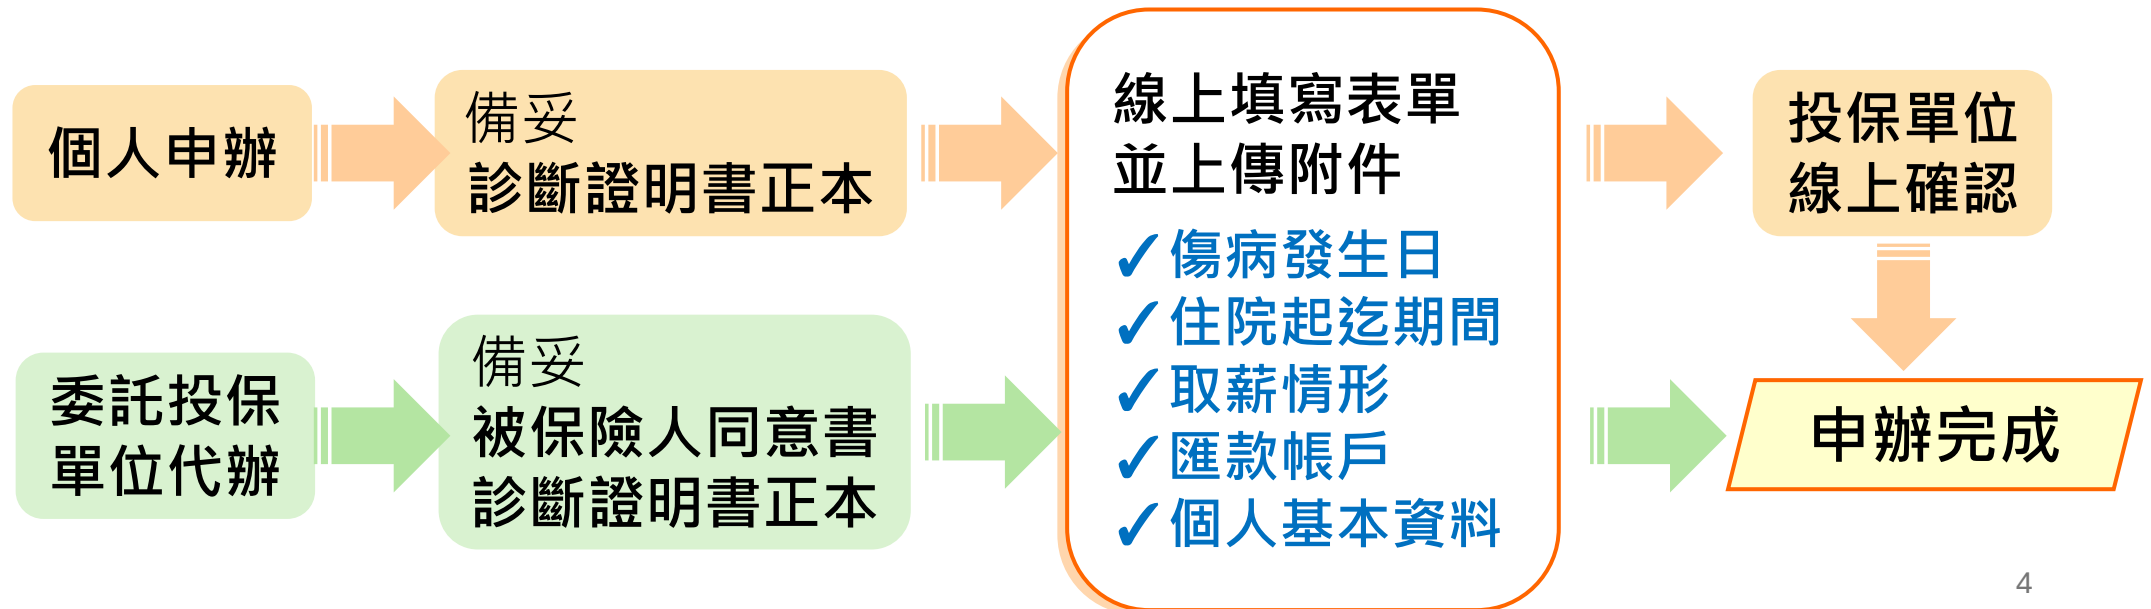 個人申辦
備妥
診斷證明書正本
線上填寫表單
並上傳附件
✓傷病發生日
✓住院起迄期間
✓取薪情形
✓匯款帳戶
✓個人基本資料
投保單位
線上確認
委託投保
單位代辦
備妥
被保險人同意書
診斷證明書正本
申辦完成
4